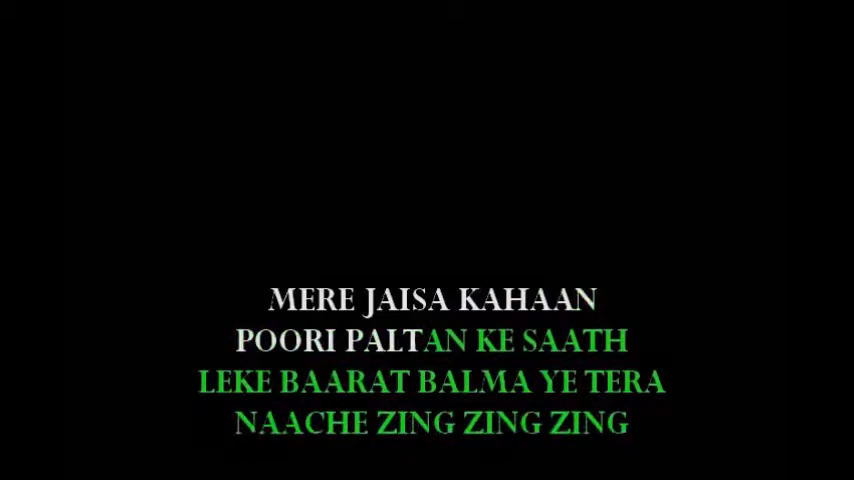 MERE JAISA KAHAAN
POORI PALTAN KE SAATH
LEKE BAARAT BALMA YE TERA
NAACHE ZING ZING ZING